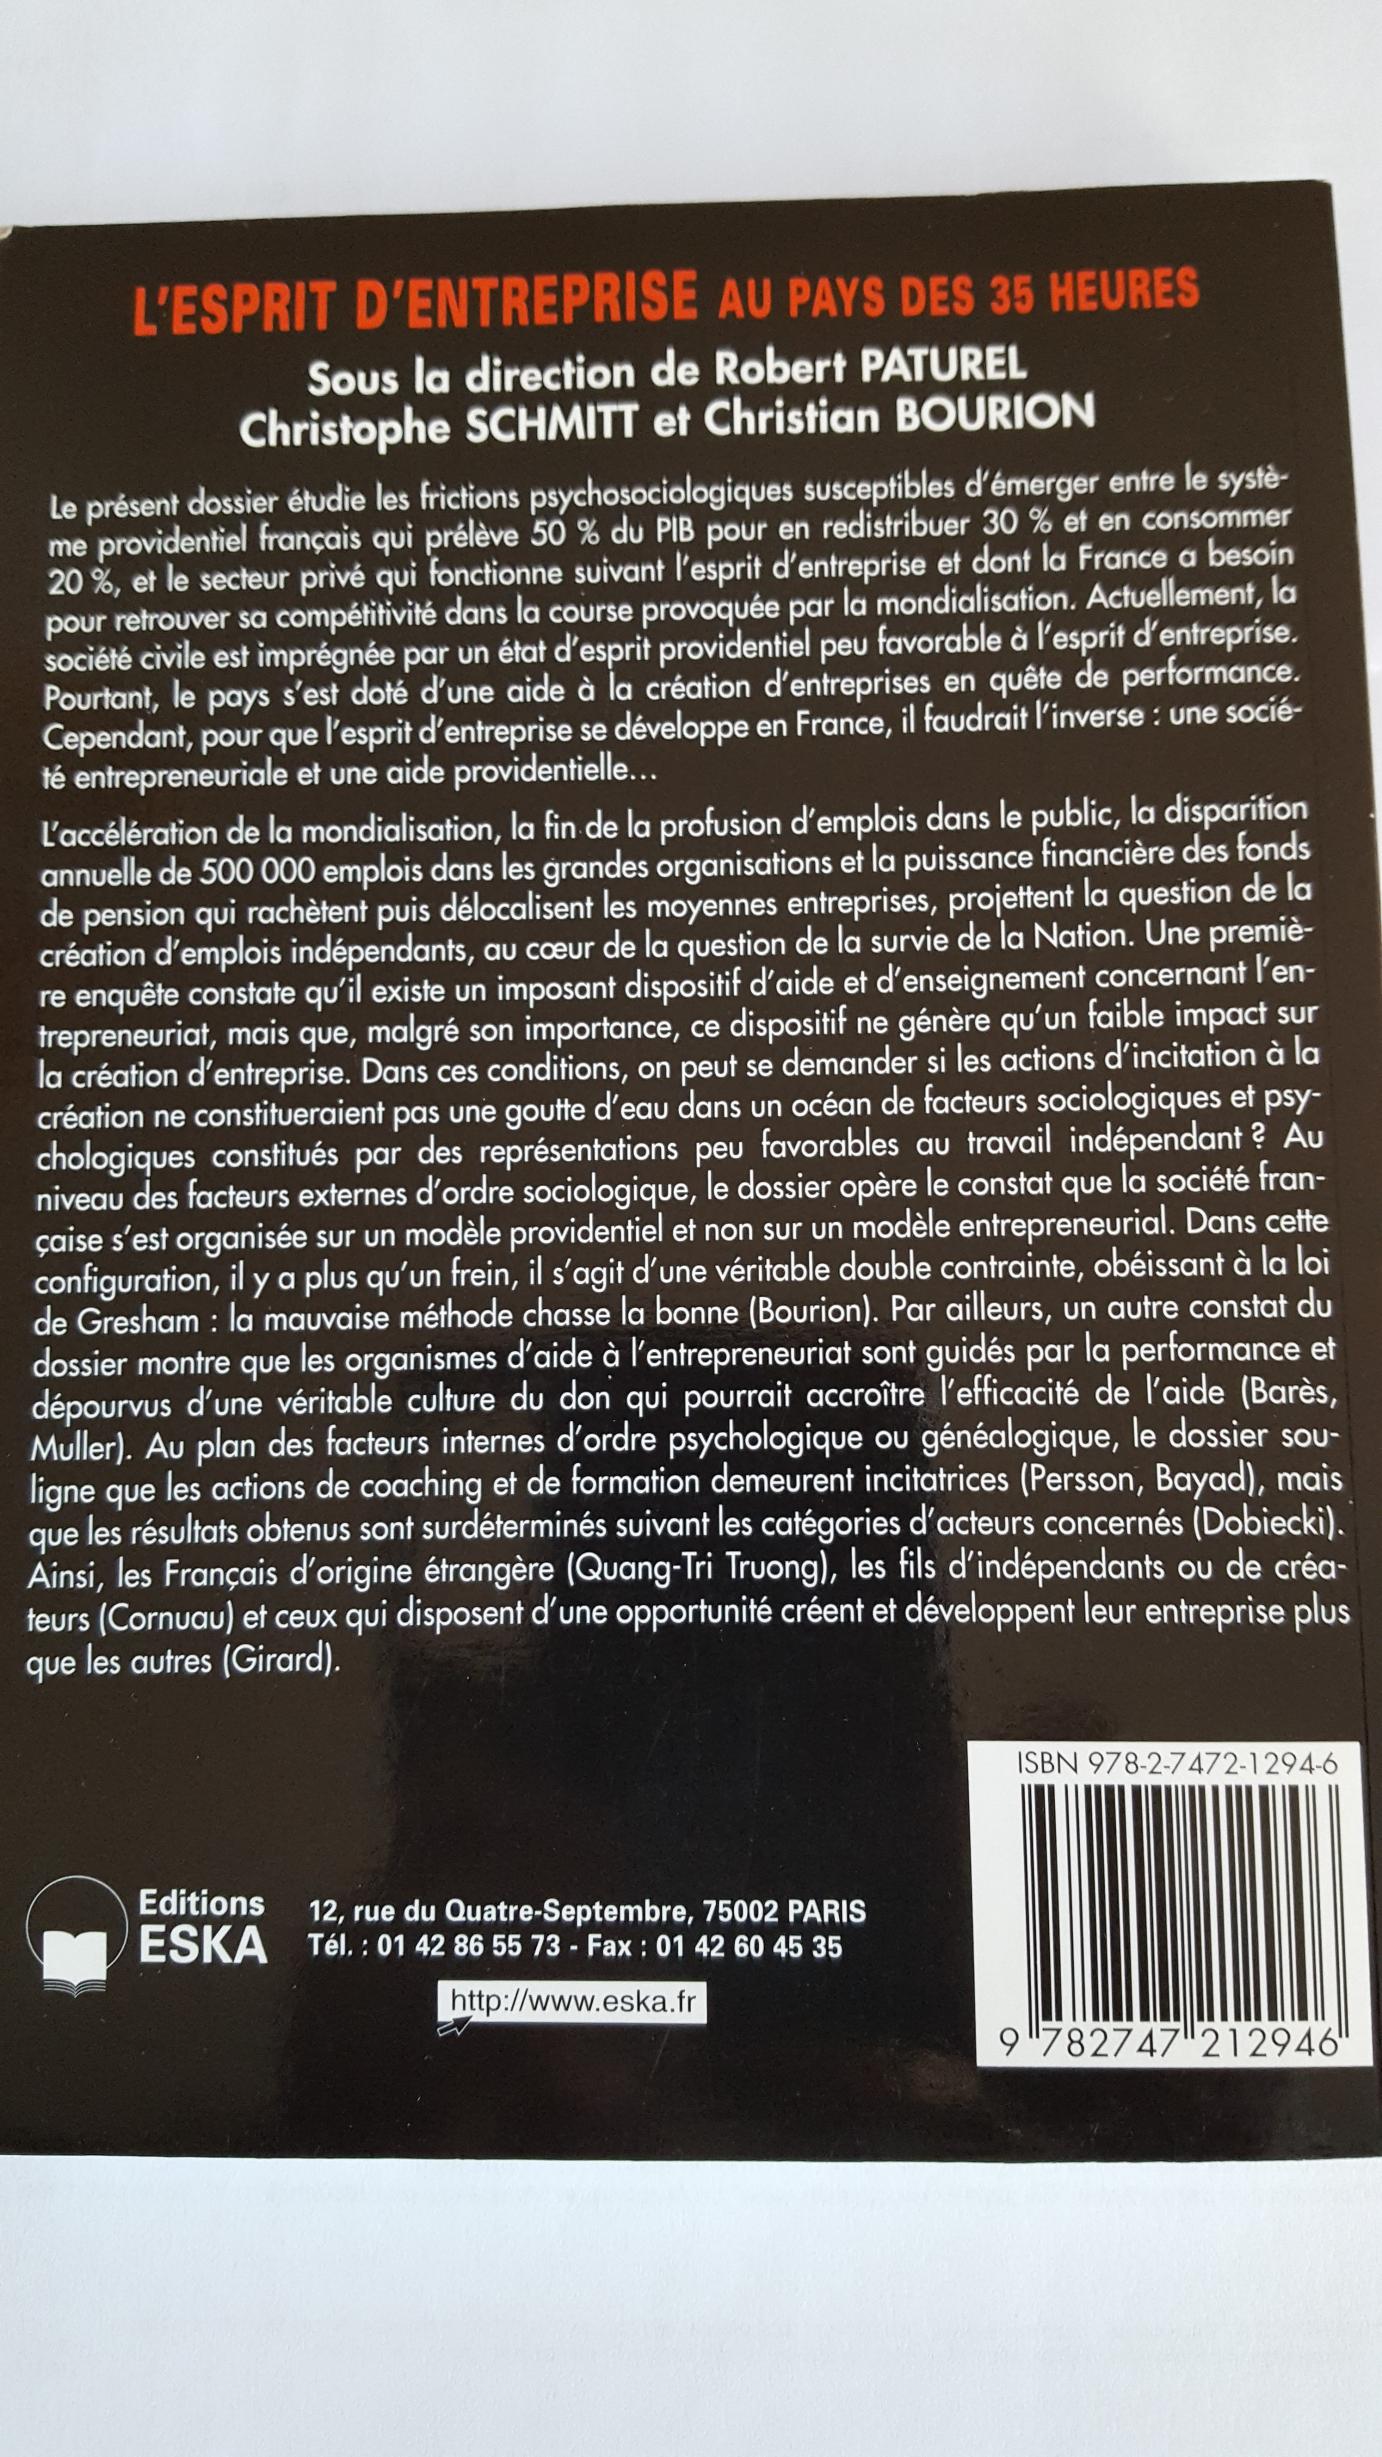 L'ESPRIT D'ENTREPRISE AU PAYS DES 35 HEURES
Sous la direction de Robert PATUREL
Christophe SCHMITT et Christian BOURION
Le présent dossier étudie les frictions psychosociologiques susceptibles d'émerger entre le systè-
me providentiel français qui prélève 50 % du PIB pour en redistribuer 30 % et en consommer
20 %, et le secteur privé qui fonctionne suivant l'esprit d'entreprise et dont la France a besoin
pour retrouver sa compétitivité dans la course provoquée par la mondialisation. Actuellement, la
société civile est imprégnée par un état d'esprit providentiel peu favorable à l'esprit d'entreprise.
Pourtant, le pays s'est doté d'une aide à la création d'entreprises en quête de performance.
Cependant, pour que l'esprit d'entreprise se développe en France, il faudrait l'inverse : une socié-
té entrepreneuriale et une aide providentielle...
L'accélération de la mondialisation, la fin de la profusion d'emplois dans le public, la disparition
annuelle de 500 000 emplois dans les grandes organisations et la puissance financière des fonds
de pension qui rachètent puis délocalisent les moyennes entreprises, projettent la question de la
création d'emplois indépendants, au cœur de la question de la survie de la Nation. Une premiè-
re enquête constate qu'il existe un imposant dispositif d'aide et d'enseignement concernant l'en-
trepreneuriat, mais que, malgré son importance, ce dispositif ne génère qu'un faible impact sur
la création d'entreprise. Dans ces conditions, on peut se demander si les actions d'incitation à la
création ne constitueraient pas une goutte d'eau dans un océan de facteurs sociologiques et psy-
chologiques constitués par des représentations peu favorables au travail indépendant ? Au
niveau des facteurs externes d'ordre sociologique, le dossier opère le constat que la société fran-
çaise s'est organisée sur un modèle providentiel et non sur un modèle entrepreneurial. Dans cette
configuration, il y a plus qu'un frein, il s'agit d'une véritable double contrainte, obéissant à la loi
de Gresham : la mauvaise méthode chasse la bonne (Bourion). Par ailleurs, un autre constat du
dossier montre que les organismes d'aide à l'entrepreneuriat sont guidés par la performance et
dépourvus d'une véritable culture du don qui pourrait accroître l'efficacité de l'aide (Barès,
Muller). Au plan des facteurs internes d'ordre psychologique ou généalogique, le dossier sou-
ligne que les actions de coaching et de formation demeurent incitatrices (Persson, Bayad), mais
que les résultats obtenus sont surdéterminés suivant les catégories d'acteurs concernés (Dobiecki).
Ainsi, les Français d'origine étrangère (Quang-Tri Truong), les fils d'indépendants ou de créa-
teurs (Cornuau) et ceux qui disposent d'une opportunité créent et développent leur entreprise plus
que les autres (Girard).
ISBN 978-2-7472-1294-6
Editions
ESKA
12, rue du Quatre-Septembre, 75002 PARIS
Tél. : 01 42 86 55 73 - Fax : 01 42 60 45 35
http://www.eska.fr
9 782747 212946